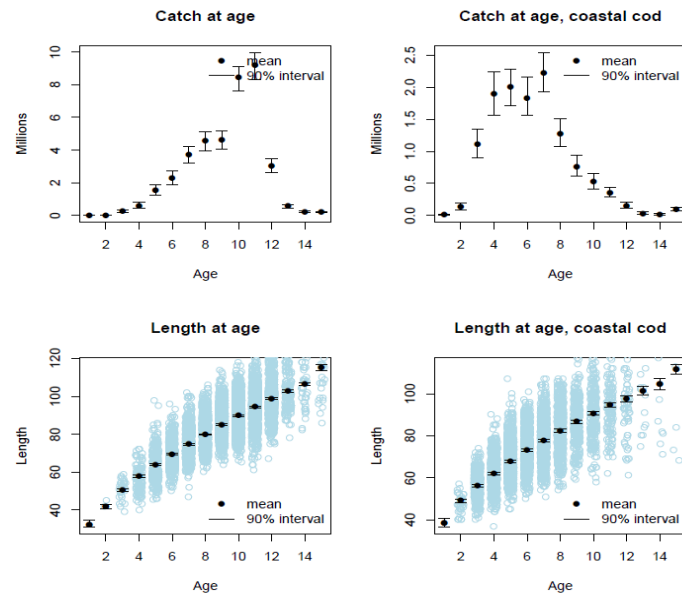 Catch at age
Catch at age, coastal cod
Millions
10
8
6
4
2
0
mean
90% interval
2 4 6 8 10 12 14
Age
Millions
2.5
2.0
1.5
1.0
0.5
0.0
mean
90% interval
2 4 6 8 10 12 14
Age
Length at age
Length at age, coastal cod
Length
120
100
80
60
40
mean
90% interval
2 4 6 8 10 12 14
Age
Length
100
80
60
40
mean
90% interval
2 4 6 8 10 12 14
Age